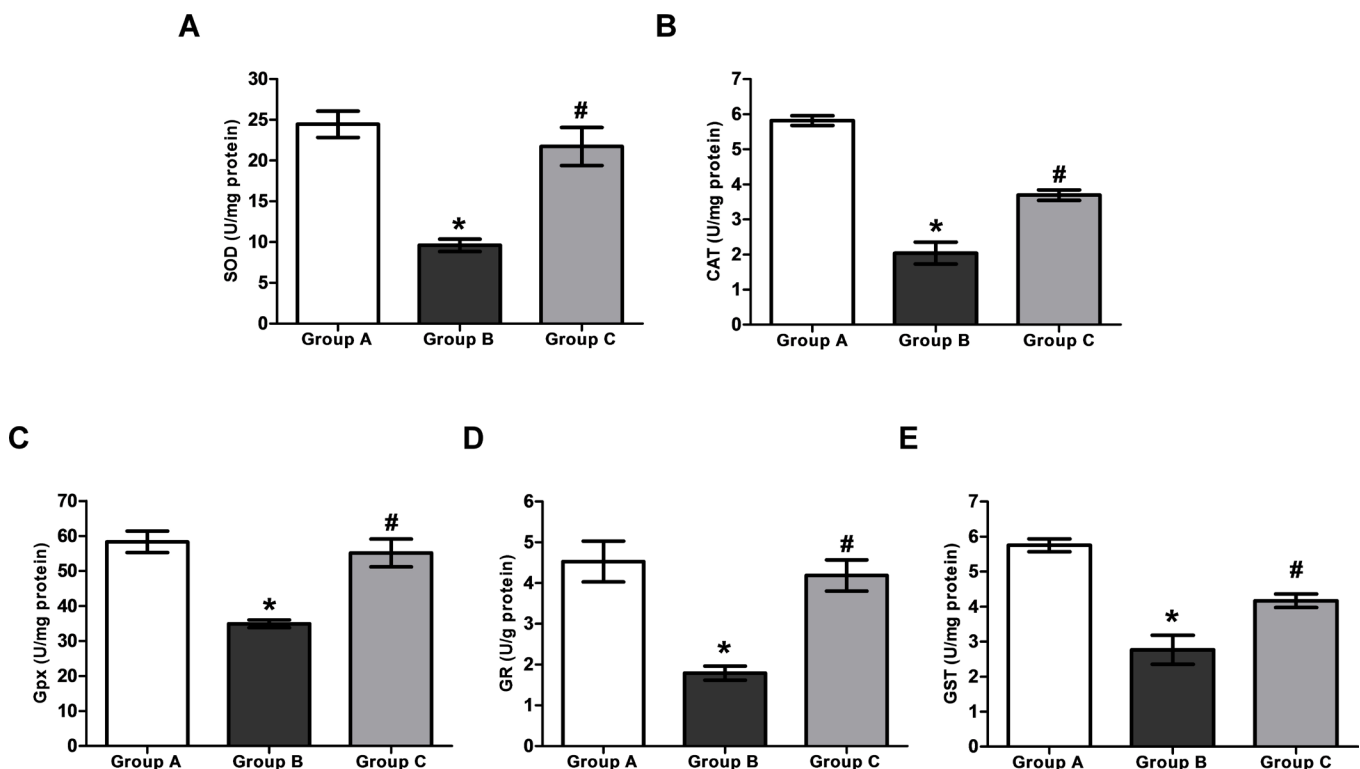 A
SOD (U/mg protein)
30
25
20
15
10
5
0
*
#
Group A
Group B
Group C
B
CAT (U/mg protein)
7
6
5
4
3
2
1
0
*
#
Group A
Group B
Group C
C
Gpx (U/mg protein)
70
60
50
40
30
20
10
0
*
#
Group A
Group B
Group C
D
GR (U/g protein)
6
5
4
3
2
1
0
*
#
Group A
Group B
Group C
E
GST (U/mg protein)
7
6
5
4
3
2
1
0
*
#
Group A
Group B
Group C